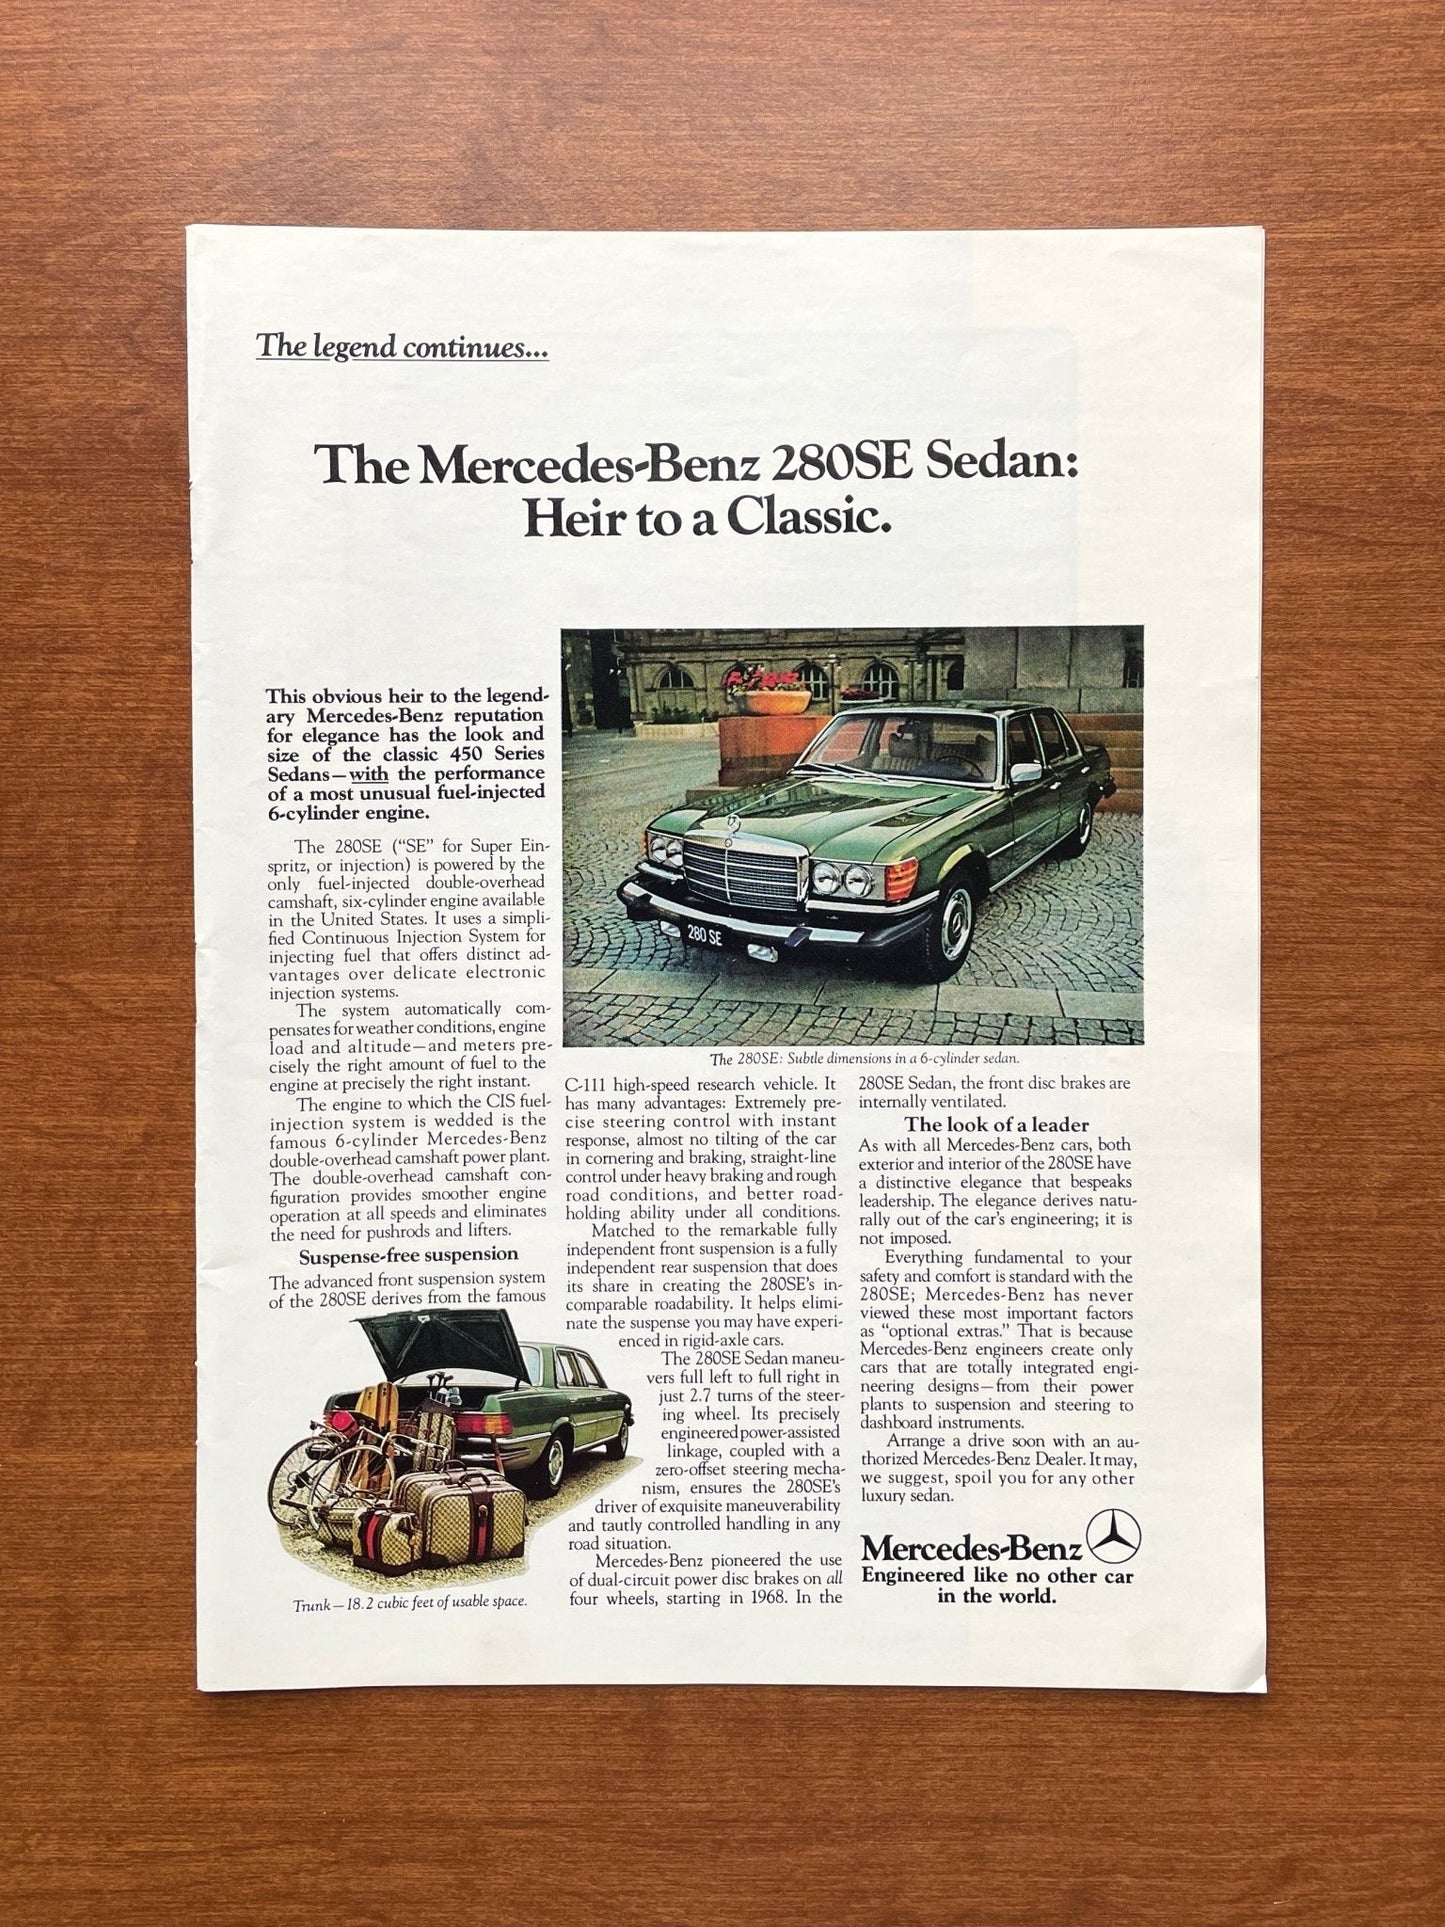 The legend continues...
The Mercedes-Benz 280SE Sedan:
Heir to a Classic.
This obvious heir to the legend-
ary Mercedes-Benz reputation
for elegance has the look and
size of the classic 450 Series
Sedans—with the performance
of a most unusual fuel-injected
6-cylinder engine.
The 280SE (“SE” for Super Ein-
spritz, or injection) is powered by the
only fuel-injected double-overhead
camshaft, six-cylinder engine available
in the United States. It uses a simpli-
fied Continuous Injection System for
injecting fuel that offers distinct ad-
vantages over delicate electronic
injection systems.
The system automatically com-
pensates for weather conditions, engine
load and altitude—and meters pre-
cisely the right amount of fuel to the
engine at precisely the right instant.
The engine to which the CIS fuel-
injection system is wedded is the
famous 6-cylinder Mercedes-Benz
double-overhead camshaft power plant.
The double-overhead camshaft con-
figuration provides smoother engine
operation at all speeds and eliminates
the need for pushrods and lifters.
Suspense-free suspension
The advanced front suspension system
of the 280SE derives from the famous
Trunk—18.2 cubic feet of usable space.
280 SE
The 280SE: Subtle dimensions in a 6-cylinder sedan.
C-111 high-speed research vehicle. It
has many advantages: Extremely pre-
cise steering control with instant
response, almost no tilting of the car
in cornering and braking, straight-line
control under heavy braking and rough
road conditions, and better road-
holding ability under all conditions.
Matched to the remarkable fully
independent front suspension is a fully
independent rear suspension that does
its share in creating the 280SE’s in-
comparable roadability. It helps elimi-
nate the suspense you may have experi-
enced in rigid-axle cars.
The 280SE Sedan maneu-
vers full left to full right in
just 2.7 turns of the steer-
ing wheel. Its precisely
engineered power-assisted
linkage, coupled with a
zero-offset steering mecha-
nism, ensures the 280SE’s
driver of exquisite maneuverability
and tautly controlled handling in any
road situation.
Mercedes-Benz pioneered the use
of dual-circuit power disc brakes on all
four wheels, starting in 1968. In the
280SE Sedan, the front disc brakes are
internally ventilated.
The look of a leader
As with all Mercedes-Benz cars, both
exterior and interior of the 280SE have
a distinctive elegance that bespeaks
leadership. The elegance derives natu-
rally out of the car’s engineering; it is
not imposed.
Everything fundamental to your
safety and comfort is standard with the
280SE; Mercedes-Benz has never
viewed these most important factors
as “optional extras.” That is because
Mercedes-Benz engineers create only
cars that are totally integrated engi-
neering designs—from their power
plants to suspension and steering to
dashboard instruments.
Arrange a drive soon with an au-
thorized Mercedes-Benz Dealer. It may,
we suggest, spoil you for any other
luxury sedan.
Mercedes-Benz
Engineered like no other car
in the world.